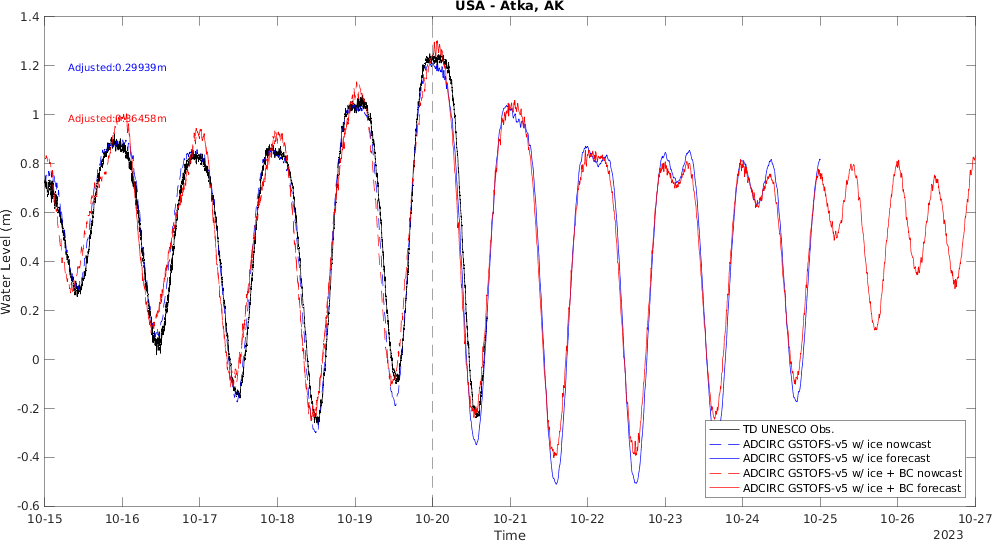 USA - Atka, AK
1.4
1.2
1
0.8
0.6
0.4
0.2
0
-0.2
-0.4
-0.6
Water Level (m)
Adjusted:0.29939m
Adjusted:0.36458m
TD UNESCO Obs.
ADCIRC GSTOFS-v5 w/ ice nowcast
ADCIRC GSTOFS-v5 w/ ice forecast
ADCIRC GSTOFS-v5 w/ ice + BC nowcast
ADCIRC GSTOFS-v5 w/ ice + BC forecast
10-15 10-16 10-17 10-18 10-19 10-20 10-21 10-22 10-23 10-24 10-25 10-26 10-27
Time
2023